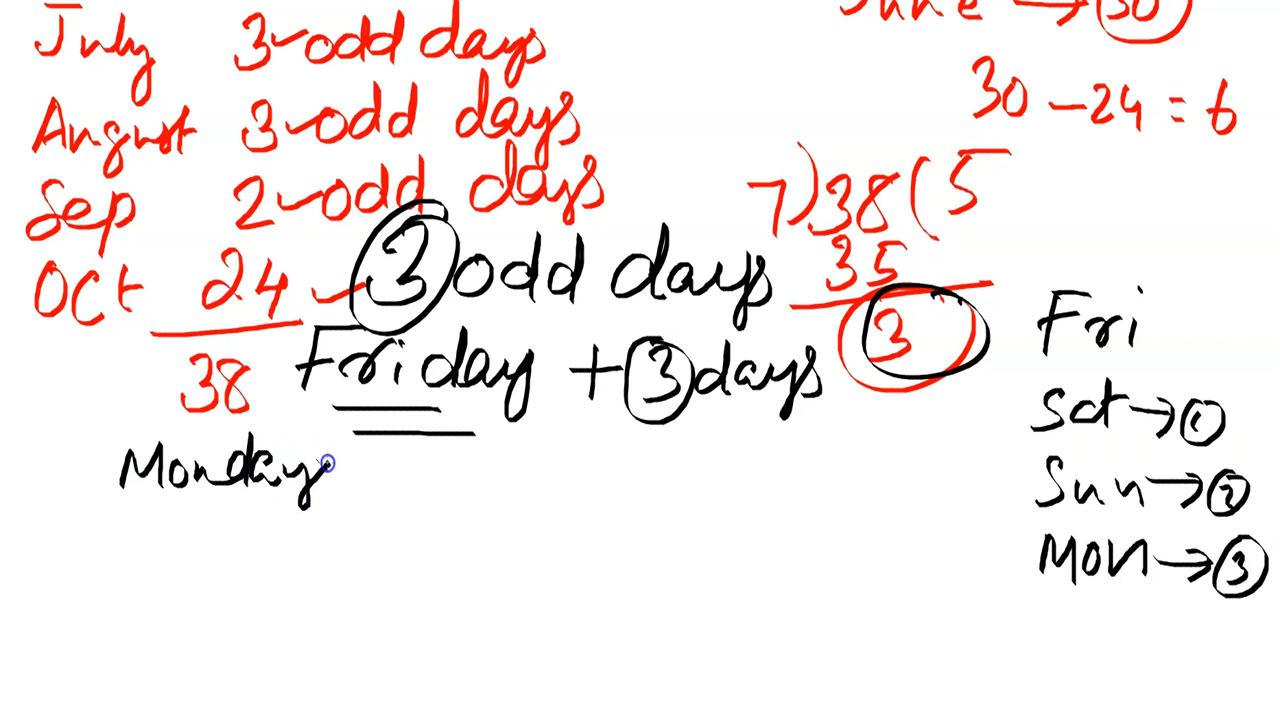 June → 30
July 3-odd days
30 - 24 = 6
August 3-odd days
Sep 2-odd days
7)38(5
35
3
Oct 24 3 odd days
38
Friday + 3 days
Monday
Fri
Sat → 1
Sun → 2
Mon → 3